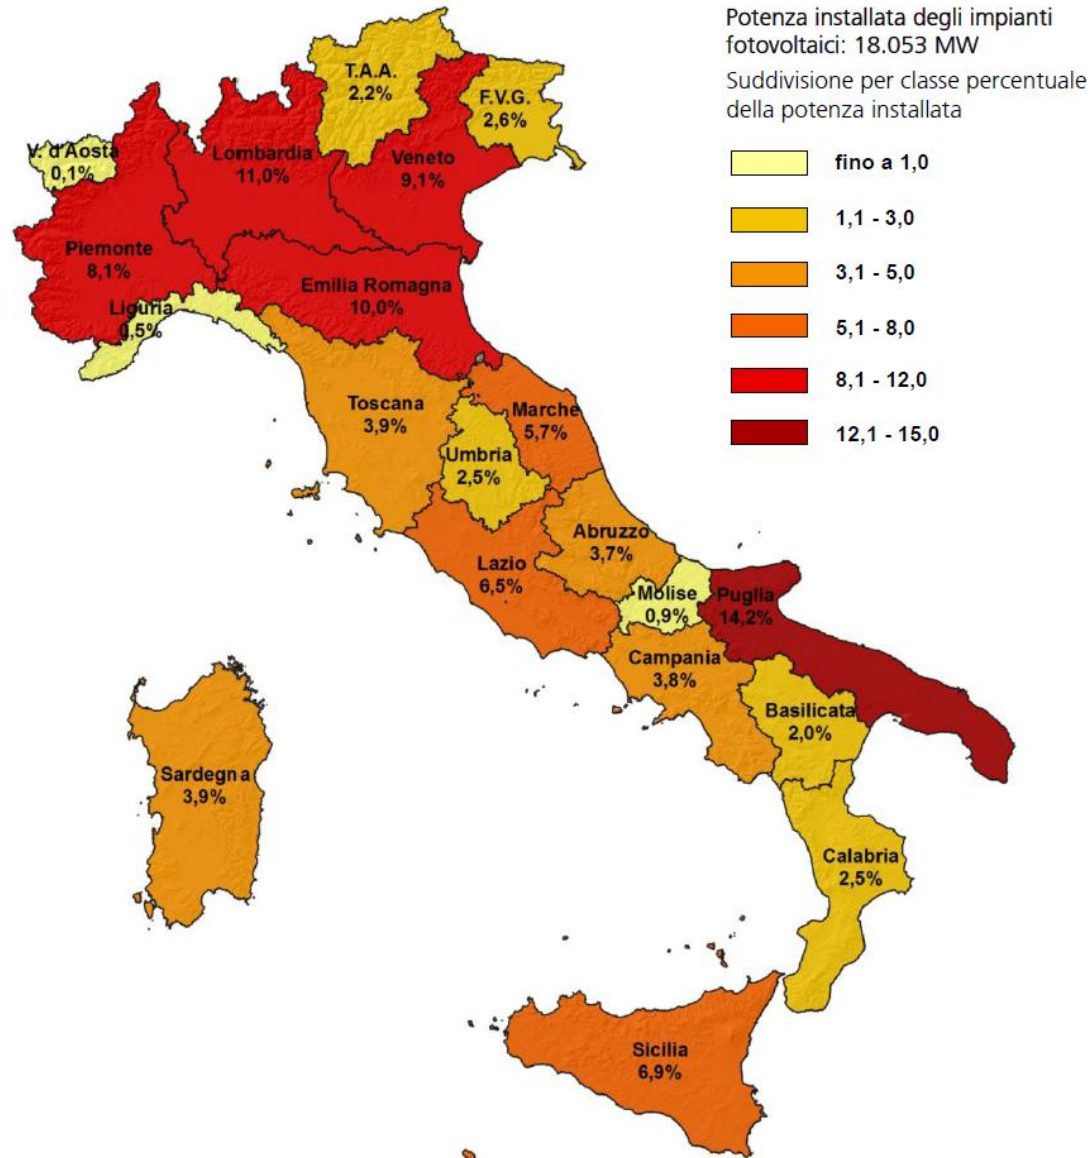 Potenza installata degli impianti
fotovoltaici: 18.053 MW
Suddivisione per classe percentuale
della potenza installata
fino a 1,0
1,1 - 3,0
3,1 - 5,0
5,1 - 8,0
8,1 - 12,0
12,1 - 15,0
T.A.A.
2,2%
F.V.G.
2,6%
V. d'Aosta
0,1%
Lombardia
11,0%
Veneto
9,1%
Piemonte
8,1%
Emilia Romagna
10,0%
Liguria
0,5%
Toscana
3,9%
Marche
5,7%
Umbria
2,5%
Abruzzo
3,7%
Lazio
6,5%
Molise
0,9%
Puglia
14,2%
Campania
3,8%
Basilicata
2,0%
Sardegna
3,9%
Calabria
2,5%
Sicilia
6,9%